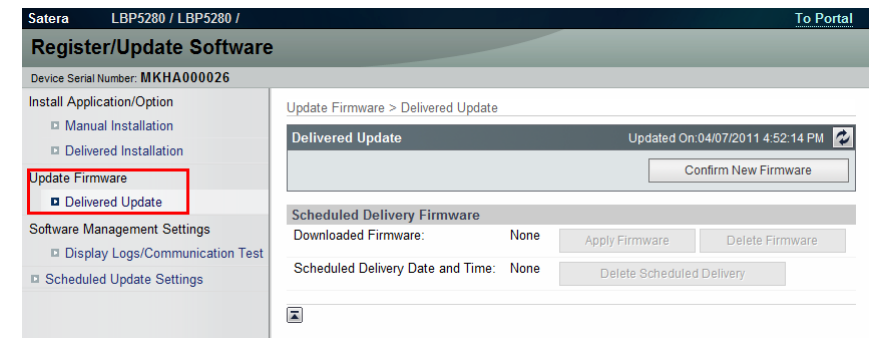 Satera LBP5280 / LBP5280 / To Portal
Register/Update Software
Device Serial Number: MKHA000026
Install Application/Option
Manual Installation
Delivered Installation
Update Firmware
Delivered Update
Software Management Settings
Display Logs/Communication Test
Scheduled Update Settings
Update Firmware > Delivered Update
Delivered Update Updated On:04/07/2011 4:52:14 PM
Confirm New Firmware
Scheduled Delivery Firmware
Downloaded Firmware: None Apply Firmware Delete Firmware
Scheduled Delivery Date and Time: None Delete Scheduled Delivery